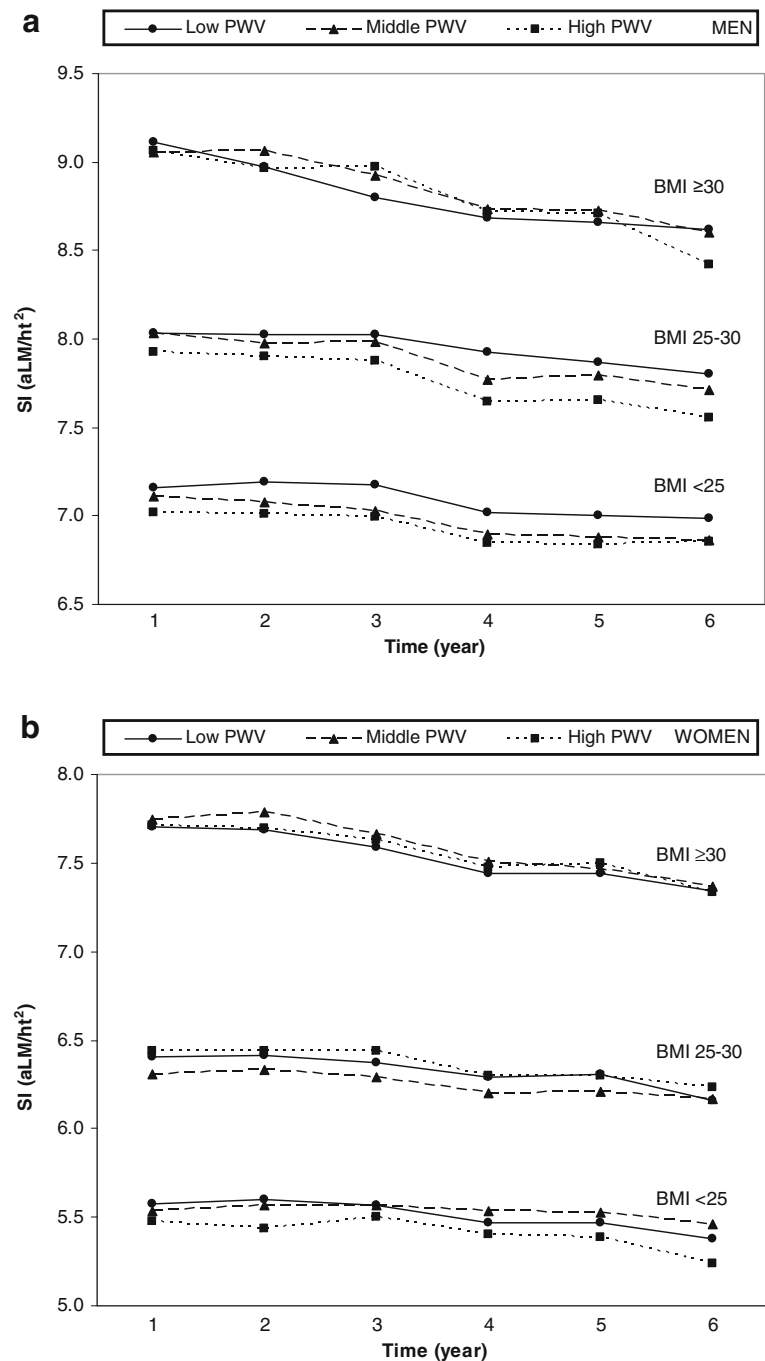 a
Low PWV Middle PWV High PWV MEN
9.5
9.0
8.5
8.0
7.5
7.0
6.5
SI (aLM/ht²)
BMI ≥30
BMI 25-30
BMI <25
1 2 3 4 5 6
Time (year)
b
Low PWV Middle PWV High PWV WOMEN
8.0
7.5
7.0
6.5
6.0
5.5
5.0
SI (aLM/ht²)
BMI ≥30
BMI 25-30
BMI <25
1 2 3 4 5 6
Time (year)